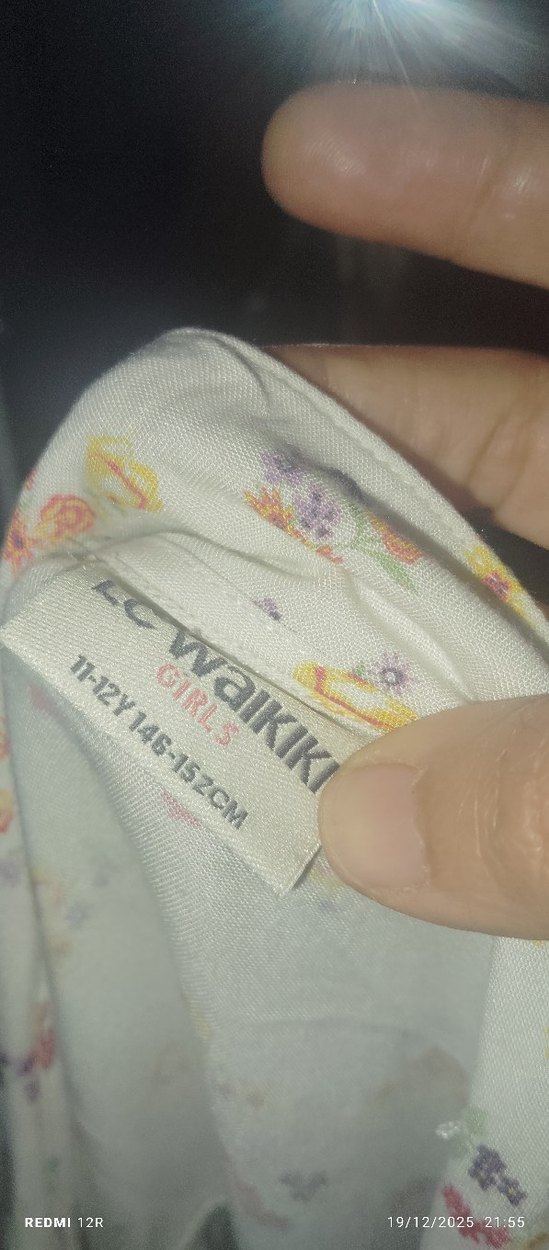 LC WaiKIKI
GIRLS
11-12Y 146-152CM
REDMI 12R
19/12/2025 21:55